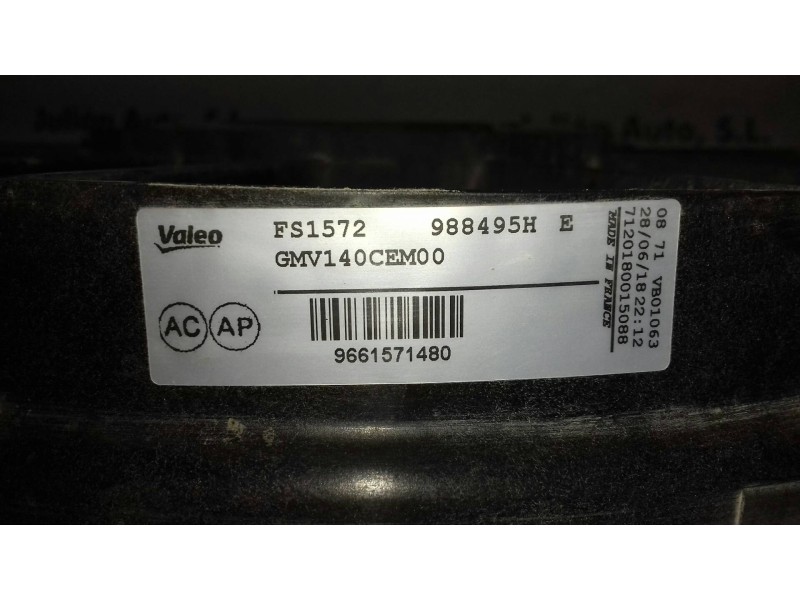 Valeo
FS1572 988495H E
GMV140CEM00
AC AP
9661571480
MADE IN FRANCE
7120180015088
28/06/18 22:12
08 71 VB01063
Auto, S.L.